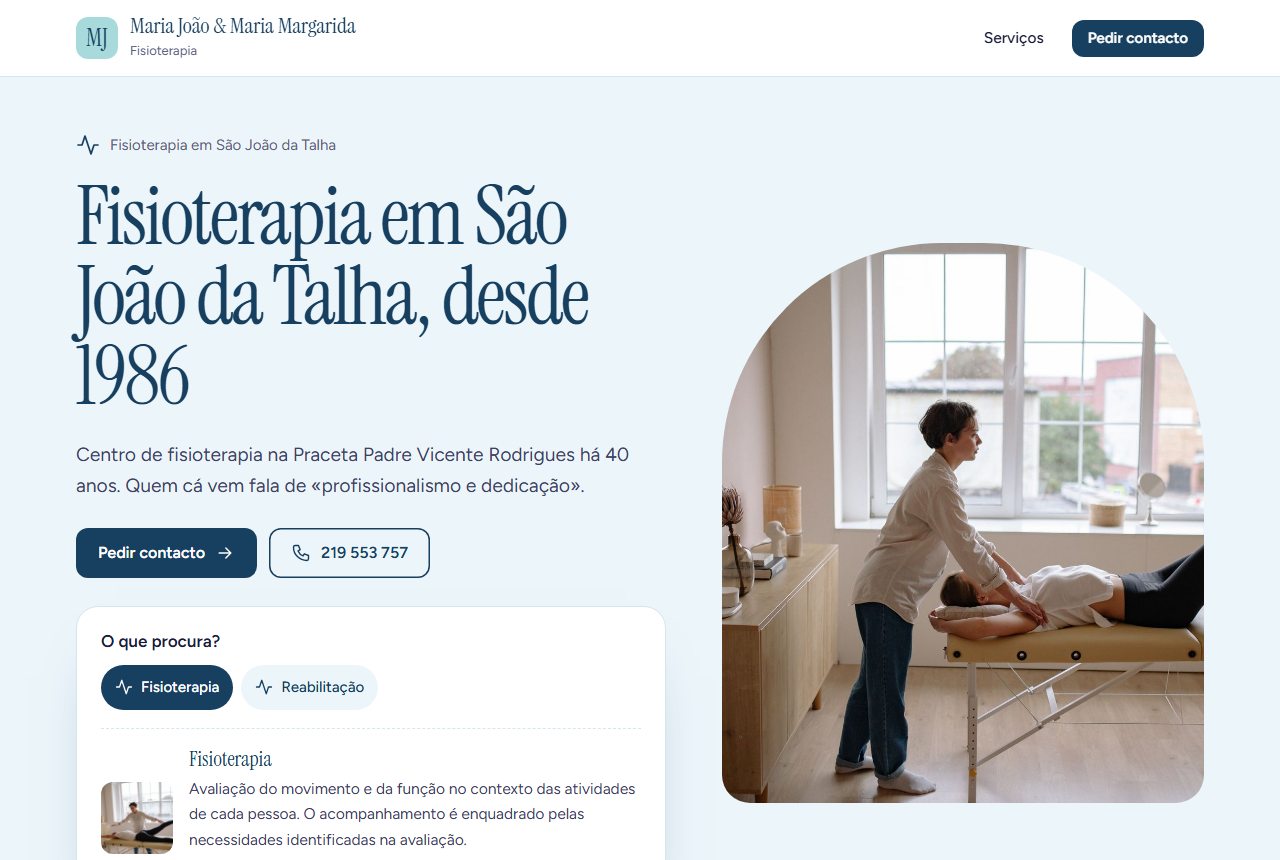 MJ
Maria João & Maria Margarida
Fisioterapia
Serviços
Pedir contacto
Fisioterapia em São João da Talha
Fisioterapia em São
João da Talha, desde
1986
Centro de fisioterapia na Praceta Padre Vicente Rodrigues há 40
anos. Quem cá vem fala de «profissionalismo e dedicação».
Pedir contacto
219 553 757
O que procura?
Fisioterapia
Reabilitação
Fisioterapia
Avaliação do movimento e da função no contexto das atividades
de cada pessoa. O acompanhamento é enquadrado pelas
necessidades identificadas na avaliação.